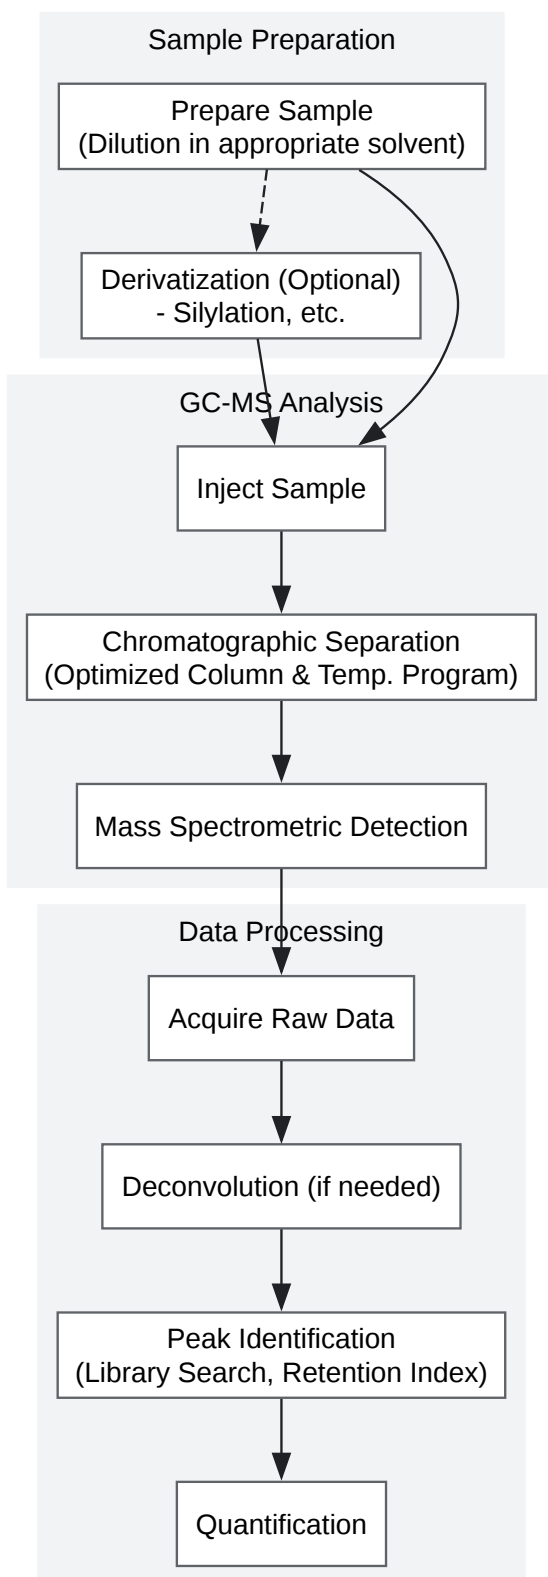 Sample Preparation
Prepare Sample
(Dilution in appropriate solvent)
Derivatization (Optional)
- Silylation, etc.
GC-MS Analysis
Inject Sample
Chromatographic Separation
(Optimized Column & Temp. Program)
Mass Spectrometric Detection
Data Processing
Acquire Raw Data
Deconvolution (if needed)
Peak Identification
(Library Search, Retention Index)
Quantification